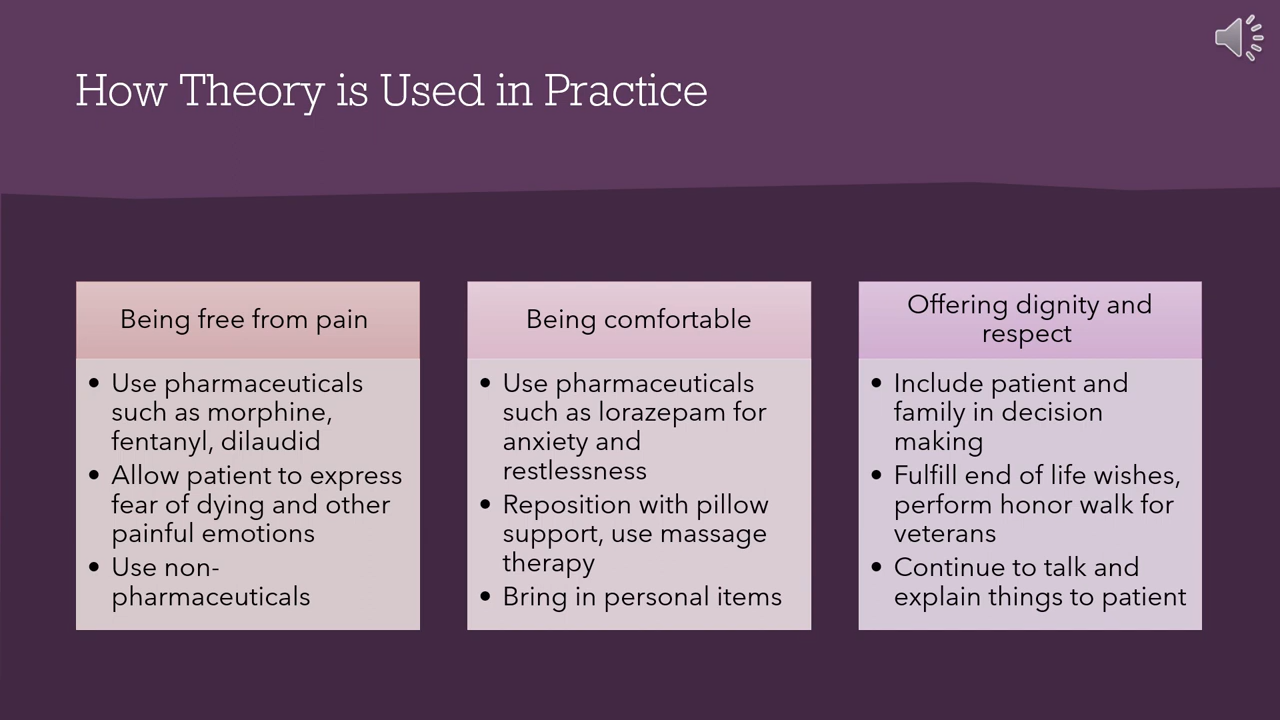 How Theory is Used in Practice
Being free from pain
• Use pharmaceuticals
such as morphine,
fentanyl, dilaudid
• Allow patient to express
fear of dying and other
painful emotions
• Use non-
pharmaceuticals
Being comfortable
• Use pharmaceuticals
such as lorazepam for
anxiety and
restlessness
• Reposition with pillow
support, use massage
therapy
• Bring in personal items
Offering dignity and
respect
• Include patient and
family in decision
making
• Fulfill end of life wishes,
perform honor walk for
veterans
• Continue to talk and
explain things to patient